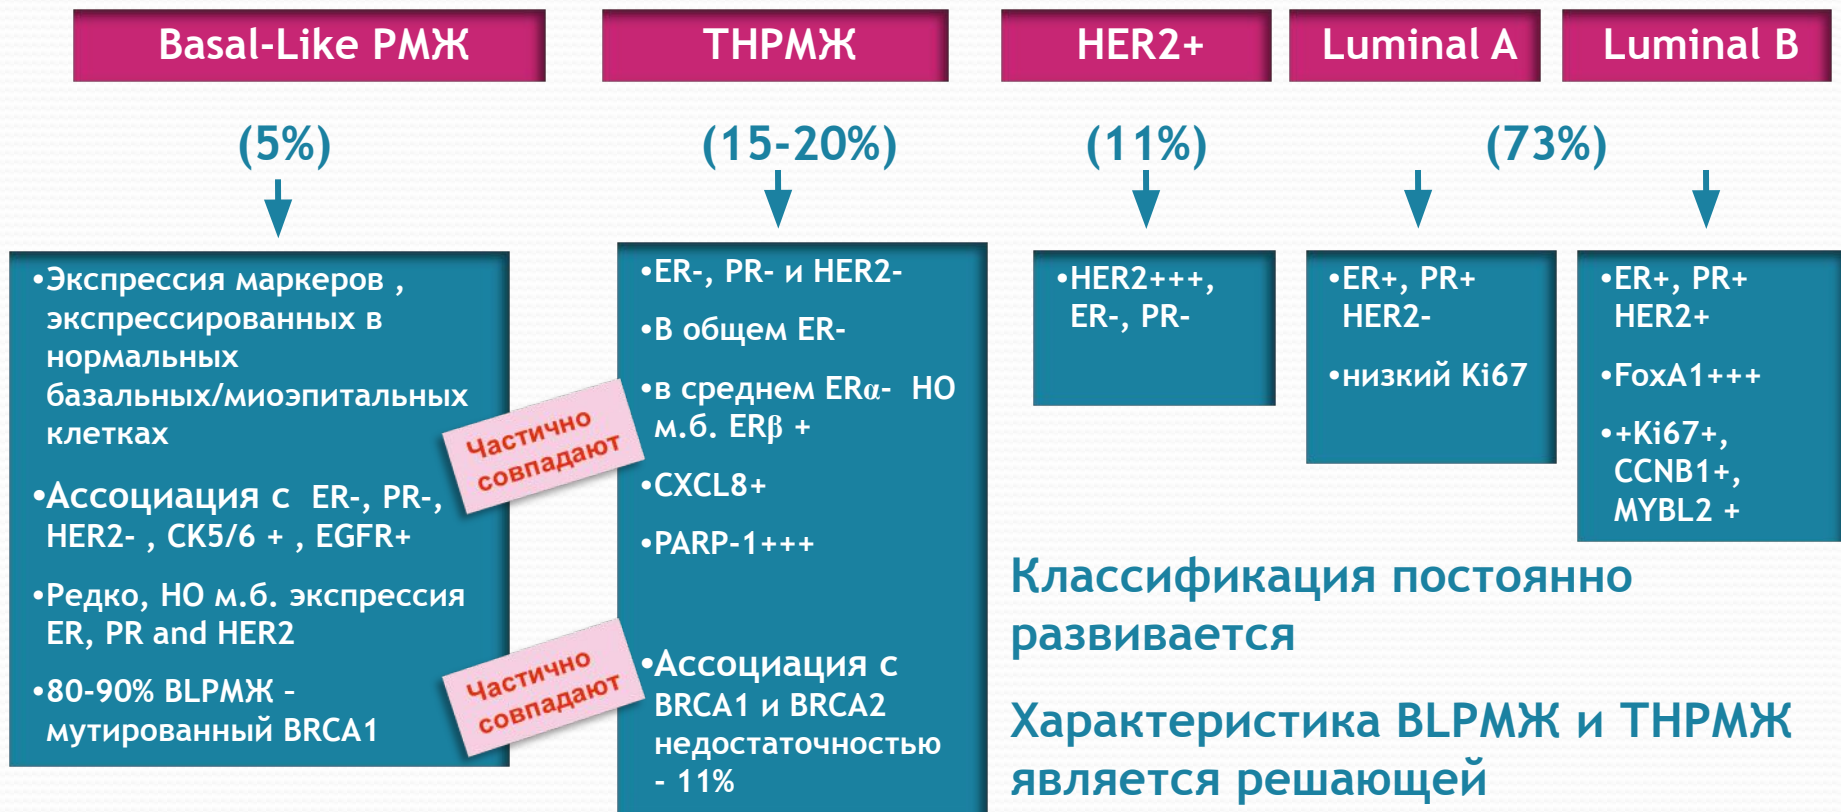 Basal-Like РМЖ
ТНРМЖ
HER2+
Luminal A
Luminal B
(5%)
(15-20%)
(11%)
(73%)
•Экспрессия маркеров ,
экспрессированных в
нормальных
базальных/миоэпитальных
клетках
•Ассоциация с ER-, PR-,
HER2- , CK5/6 + , EGFR+
•Редко, НО м.б. экспрессия
ER, PR and HER2
•80-90% BLРМЖ –
мутированный BRCA1
Частично
совпадают
Частично
совпадают
•ER-, PR- и HER2-
•В общем ER-
•в среднем ERα- НО
м.б. ERβ +
•CXCL8+
•PARP-1+++
•Ассоциация с
BRCA1 и BRCA2
недостаточностью
- 11%
•HER2+++,
ER-, PR-
•ER+, PR+
HER2-
•низкий Ki67
•ER+, PR+
HER2+
•FoxA1+++
•+Ki67+,
CCNB1+,
MYBL2 +
Классификация постоянно
развивается
Характеристика BLРМЖ и ТНРМЖ
является решающей